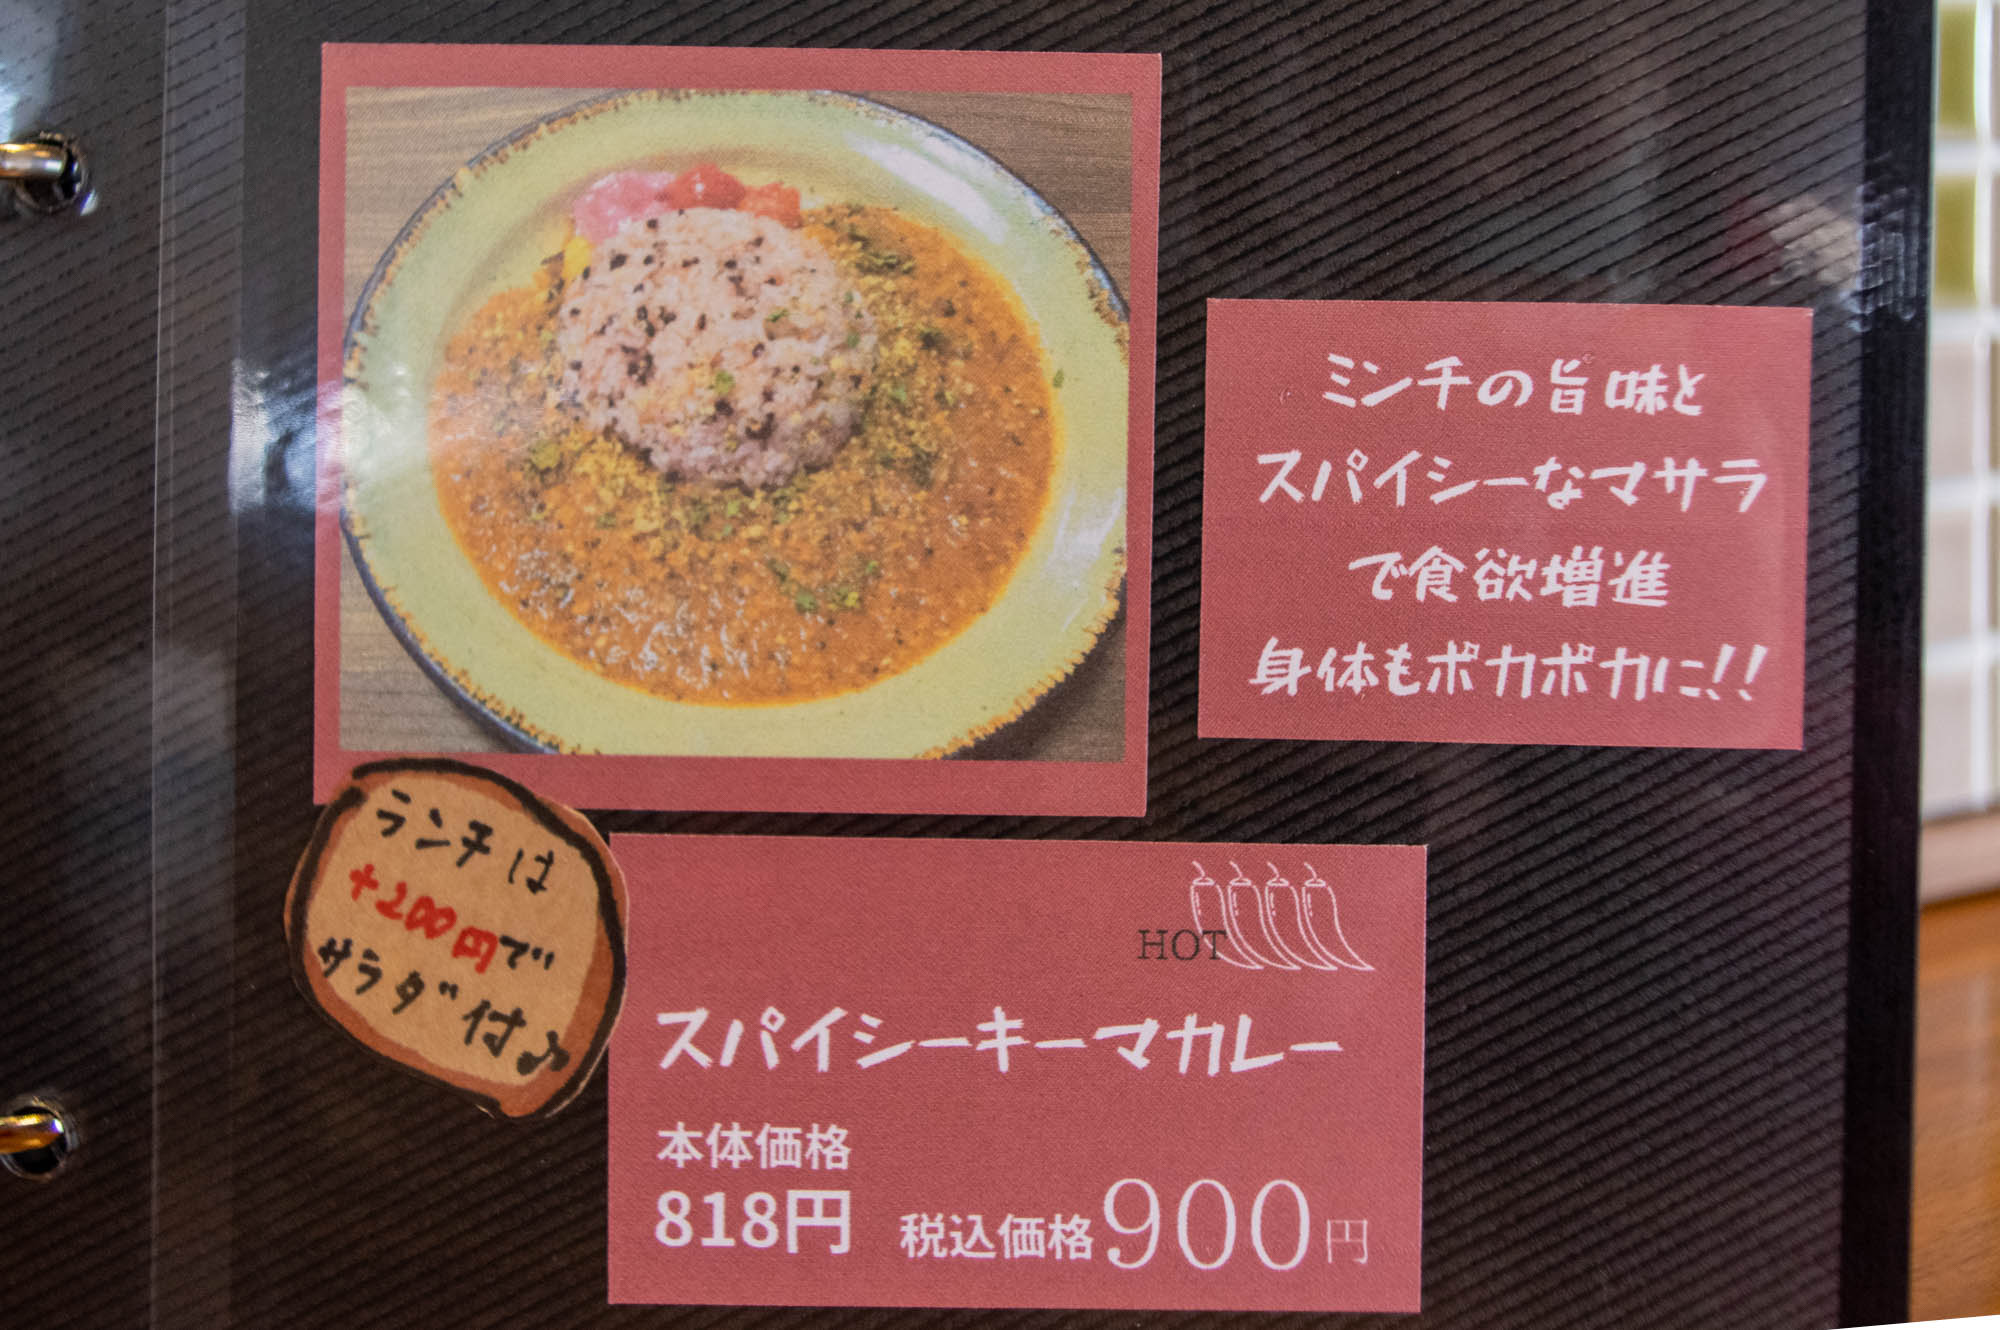 ミンチの旨味と
スパイシーなマサラ
で食欲増進
身体もポカポカに!!
ランチは
+200円で
サラダ付♪
HOT
スパイシーキーマカレー
本体価格
818円 税込価格900円